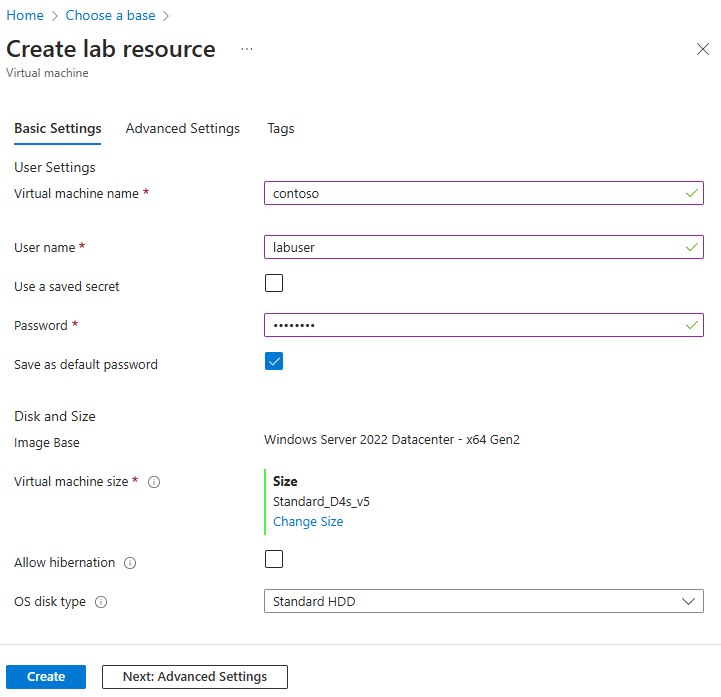 Home > Choose a base >
Create lab resource ...
Virtual machine
Basic Settings Advanced Settings Tags
User Settings
Virtual machine name * contoso
User name * labuser
Use a saved secret
Password * ••••••••
Save as default password
Disk and Size
Image Base Windows Server 2022 Datacenter - x64 Gen2
Virtual machine size * Size
Standard_D4s_v5
Change Size
Allow hibernation
OS disk type Standard HDD
Create Next: Advanced Settings